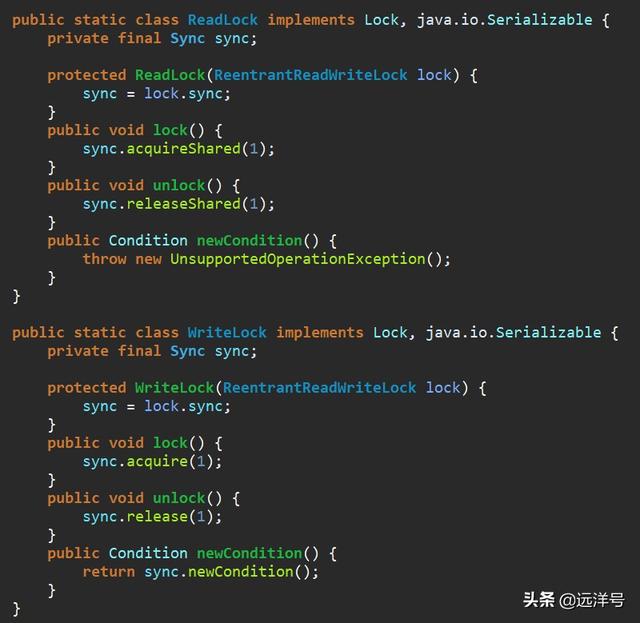 public static class ReadLock implements Lock, java.io.Serializable {
    private final Sync sync;

    protected ReadLock(ReentrantReadWriteLock lock) {
        sync = lock.sync;
    }
    public void lock() {
        sync.acquireShared(1);
    }
    public void unlock() {
        sync.releaseShared(1);
    }
    public Condition newCondition() {
        throw new UnsupportedOperationException();
    }
}

public static class WriteLock implements Lock, java.io.Serializable {
    private final Sync sync;

    protected WriteLock(ReentrantReadWriteLock lock) {
        sync = lock.sync;
    }
    public void lock() {
        sync.acquire(1);
    }
    public void unlock() {
        sync.release(1);
    }
    public Condition newCondition() {
        return sync.newCondition();
    }
}
头条 @远洋号